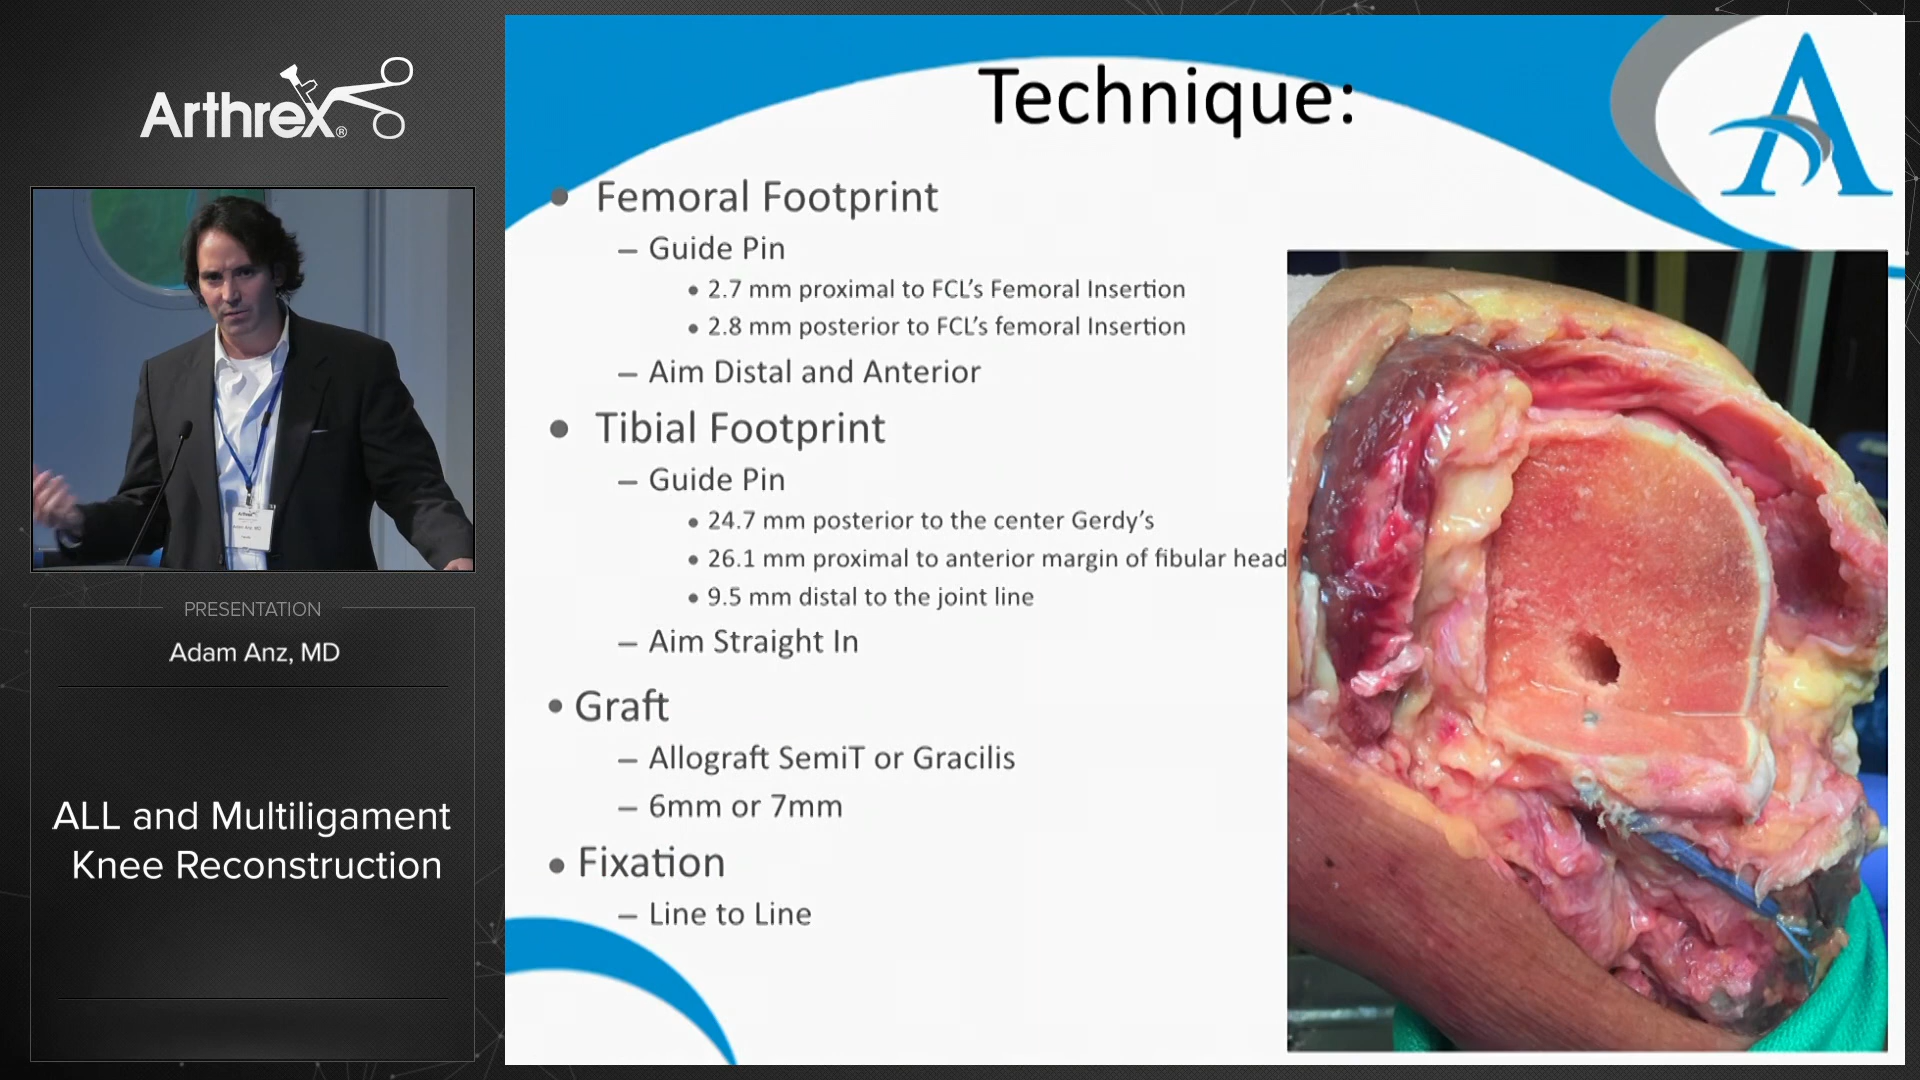 Arthrex®
PRESENTATION
Adam Anz, MD
ALL and Multiligament
Knee Reconstruction
Technique:
• Femoral Footprint
– Guide Pin
• 2.7 mm proximal to FCL’s Femoral Insertion
• 2.8 mm posterior to FCL’s femoral Insertion
– Aim Distal and Anterior
• Tibial Footprint
– Guide Pin
• 24.7 mm posterior to the center Gerdy’s
• 26.1 mm proximal to anterior margin of fibular head
• 9.5 mm distal to the joint line
– Aim Straight In
• Graft
– Allograft SemiT or Gracilis
– 6mm or 7mm
• Fixation
– Line to Line
A